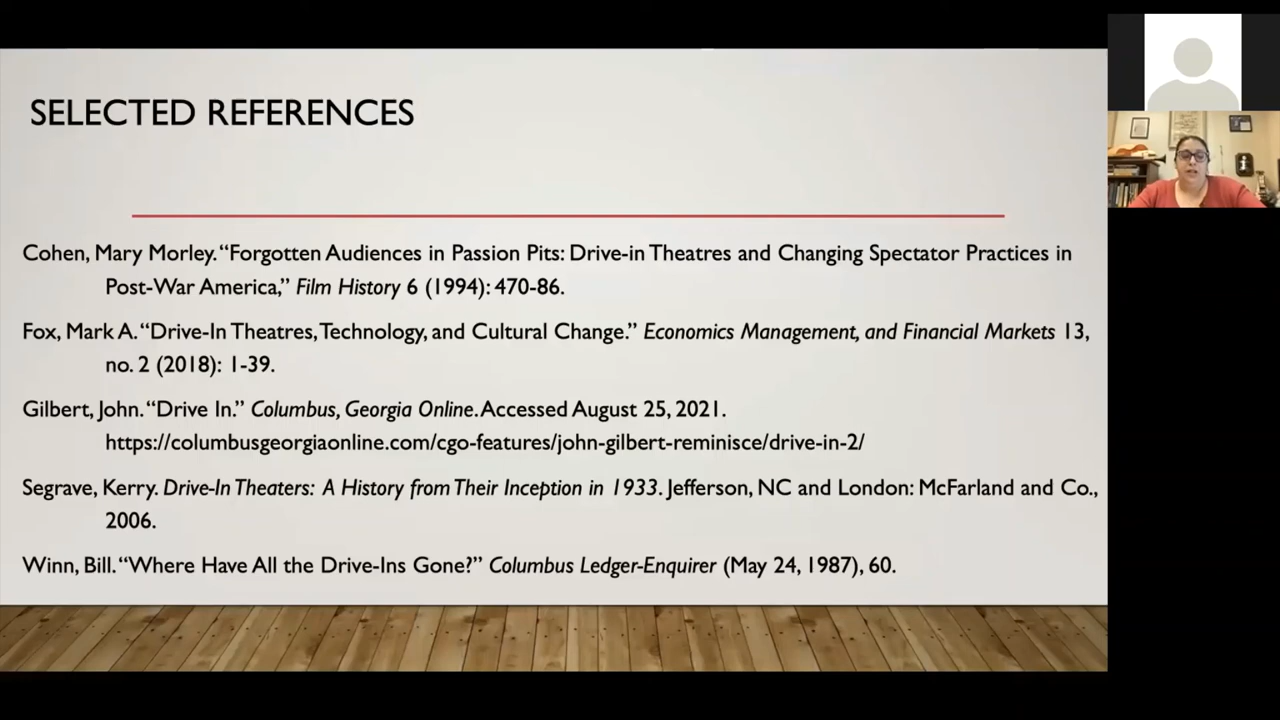 SELECTED REFERENCES
Cohen, Mary Morley. “Forgotten Audiences in Passion Pits: Drive-in Theatres and Changing Spectator Practices in
Post-War America,” Film History 6 (1994): 470-86.
Fox, Mark A. “Drive-In Theatres, Technology, and Cultural Change.” Economics Management, and Financial Markets 13,
no. 2 (2018): 1-39.
Gilbert, John. “Drive In.” Columbus, Georgia Online. Accessed August 25, 2021.
https://columbusgeorgiaonline.com/cgo-features/john-gilbert-reminisce/drive-in-2/
Segrave, Kerry. Drive-In Theaters: A History from Their Inception in 1933. Jefferson, NC and London: McFarland and Co.,
2006.
Winn, Bill. “Where Have All the Drive-Ins Gone?” Columbus Ledger-Enquirer (May 24, 1987), 60.